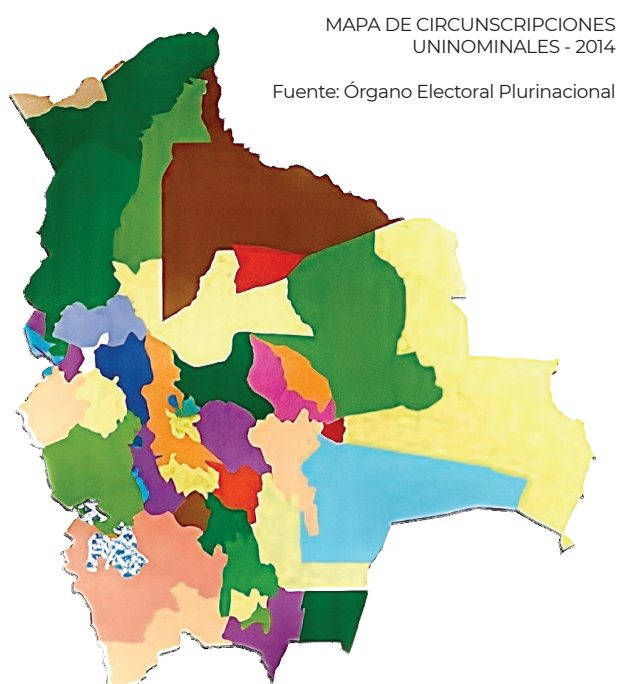 MAPA DE CIRCUNSCRIPCIONES
UNINOMINALES - 2014
Fuente: Órgano Electoral Plurinacional